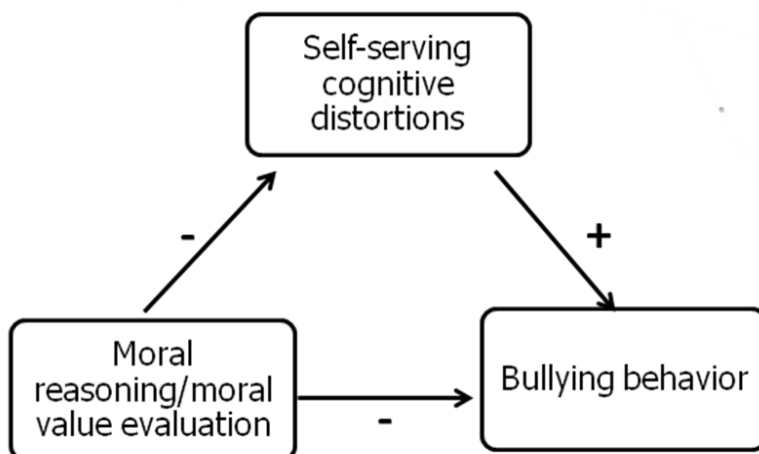 Self-serving
cognitive
distortions
-
+
Moral
reasoning/moral
value evaluation
-
Bullying behavior